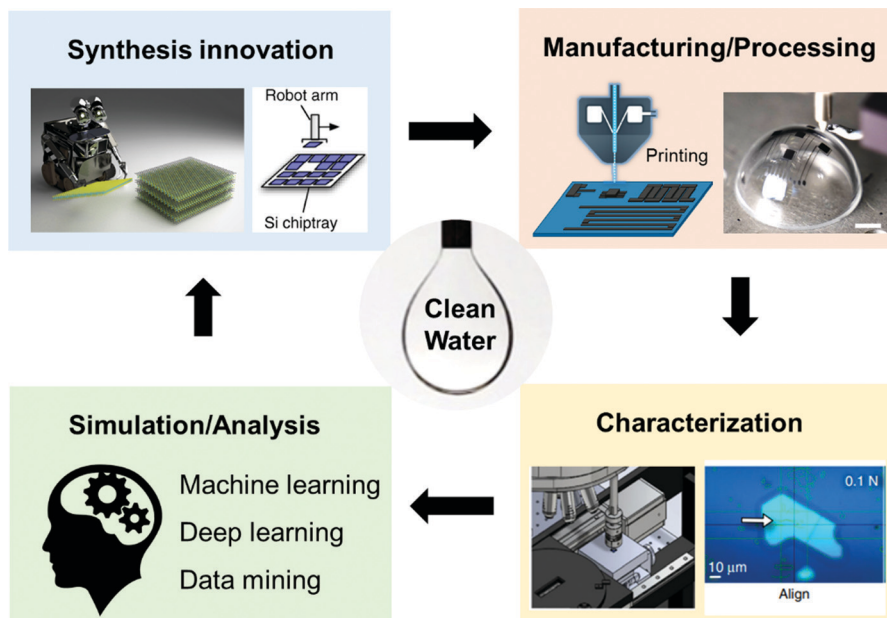 Synthesis innovation
Robot arm
Si chiptray
Manufacturing/Processing
Printing
Clean
Water
Simulation/Analysis
Machine learning
Deep learning
Data mining
Characterization
0.1 N
10 μm
Align